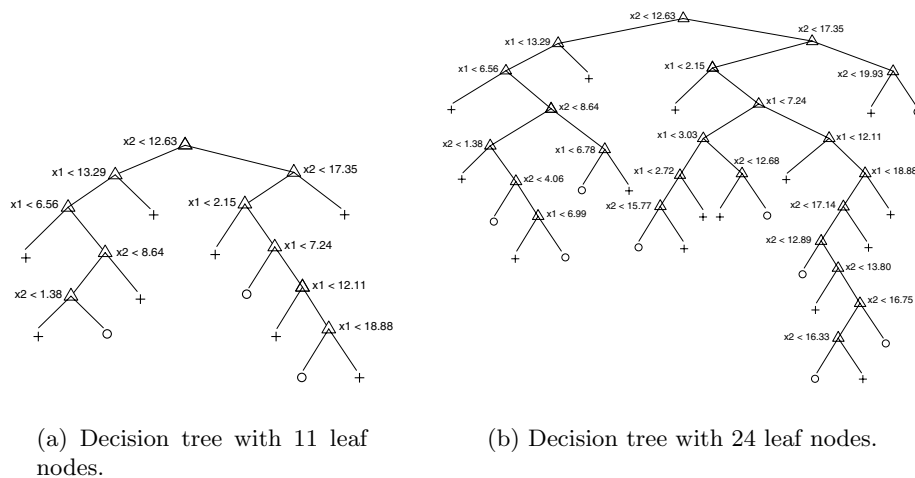 x2 < 12.63
x1 < 13.29
x2 < 17.35
x1 < 6.56
x1 < 2.15
x2 < 8.64
x1 < 7.24
x2 < 1.38
x1 < 12.11
x1 < 18.88
(a) Decision tree with 11 leaf
nodes.
x2 < 12.63
x1 < 13.29
x2 < 17.35
x1 < 6.56
x1 < 2.15
x2 < 19.93
x2 < 8.64
x1 < 7.24
x2 < 1.38
x1 < 6.78
x1 < 3.03
x1 < 12.11
x2 < 4.06
x1 < 2.72
x2 < 12.68
x1 < 18.88
x1 < 6.99
x2 < 15.77
x2 < 17.14
x2 < 12.89
x2 < 13.80
x2 < 16.75
x2 < 16.33
(b) Decision tree with 24 leaf nodes.